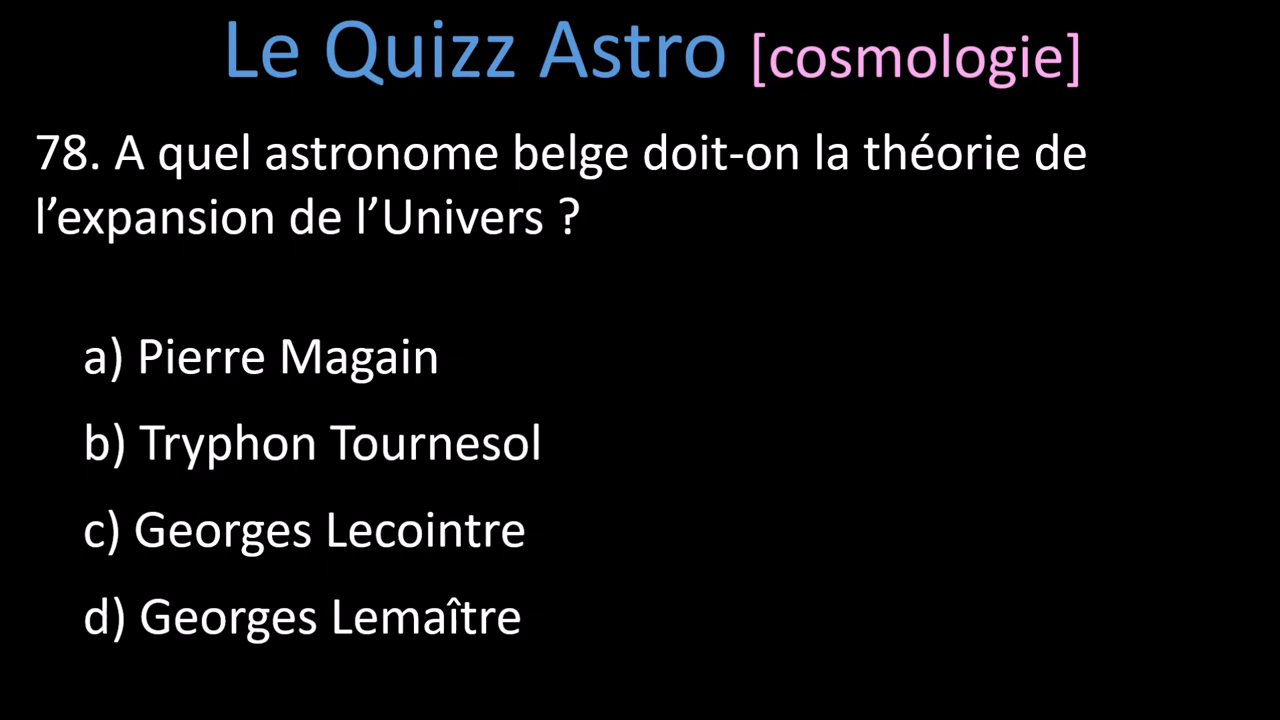 Le Quizz Astro [cosmologie]
78. A quel astronome belge doit-on la théorie de
l’expansion de l’Univers ?
a) Pierre Magain
b) Tryphon Tournesol
c) Georges Lecointre
d) Georges Lemaître